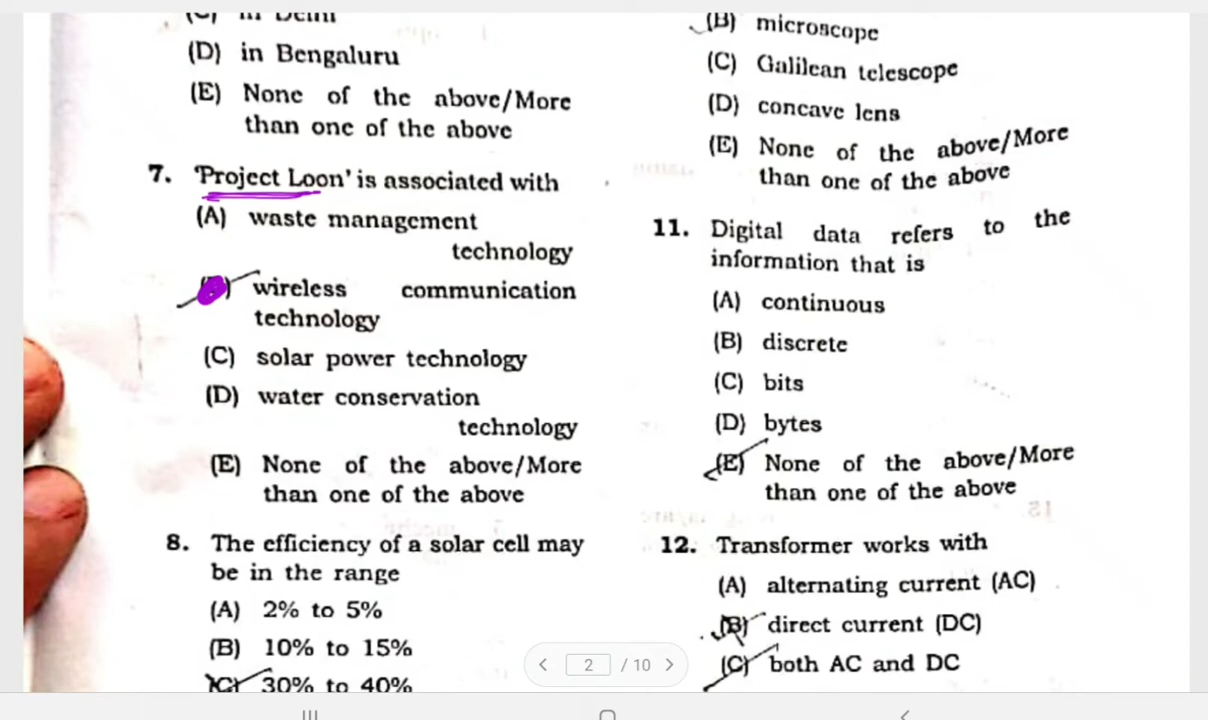 (D) in Bengaluru
(E) None of the above/More
than one of the above
7. 'Project Loon' is associated with
(A) waste management
technology
wireless communication
technology
(C) solar power technology
(D) water conservation
technology
(E) None of the above/More
than one of the above
8. The efficiency of a solar cell may
be in the range
(A) 2% to 5%
(B) 10% to 15%
(C) 30% to 40%
(B) microscope
(C) Galilean telescope
(D) concave lens
(E) None of the above/More
than one of the above
11. Digital data refers to the
information that is
(A) continuous
(B) discrete
(C) bits
(D) bytes
(E) None of the above/More
than one of the above
12. Transformer works with
(A) alternating current (AC)
(B) direct current (DC)
(C) both AC and DC
2 / 10